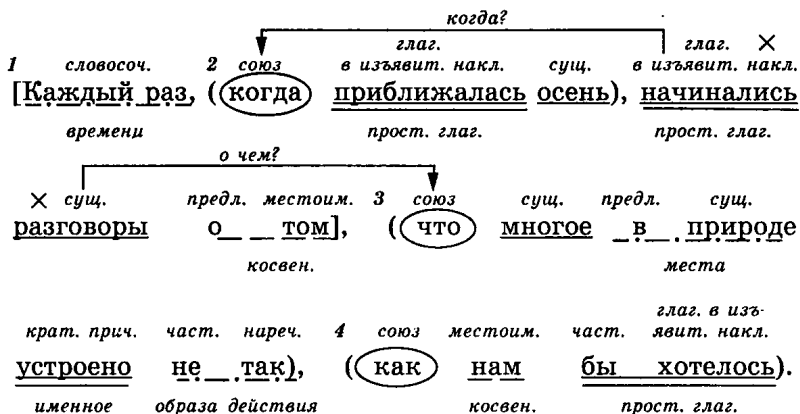 когда?
глаг. глаг. ×
1 словосоч. 2 союз в изъявит. накл. сущ. в изъявит. накл.
[Каждый раз, (когда приближалась осень), начинались
времени прост. глаг. прост. глаг.
о чем?
× сущ. предл. местоим. 3 союз сущ. предл. сущ.
разговоры о том], (что многое в природе
косвен. места
глаг. в изъ-
крат. прич. част. нареч. 4 союз местоим. част. явит. накл.
устроено не так), (как нам бы хотелось).
именное образа действия косвен. прост. глаг.